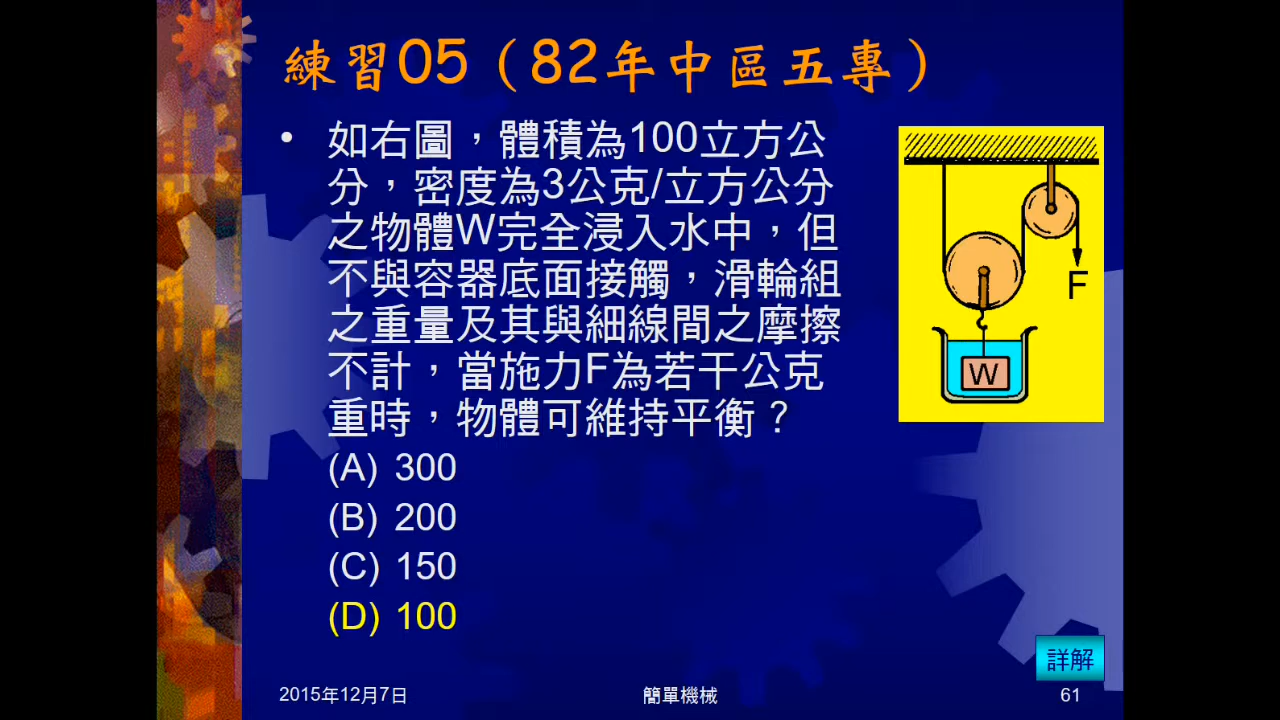 練習05（82年中區五專）
• 如右圖，體積為100立方公
分，密度為3公克/立方公分
之物體W完全浸入水中，但
不與容器底面接觸，滑輪組
之重量及其與細線間之摩擦
不計，當施力F為若干公克
重時，物體可維持平衡？
(A) 300
(B) 200
(C) 150
(D) 100
F
W
詳解
2015年12月7日
簡單機械
61